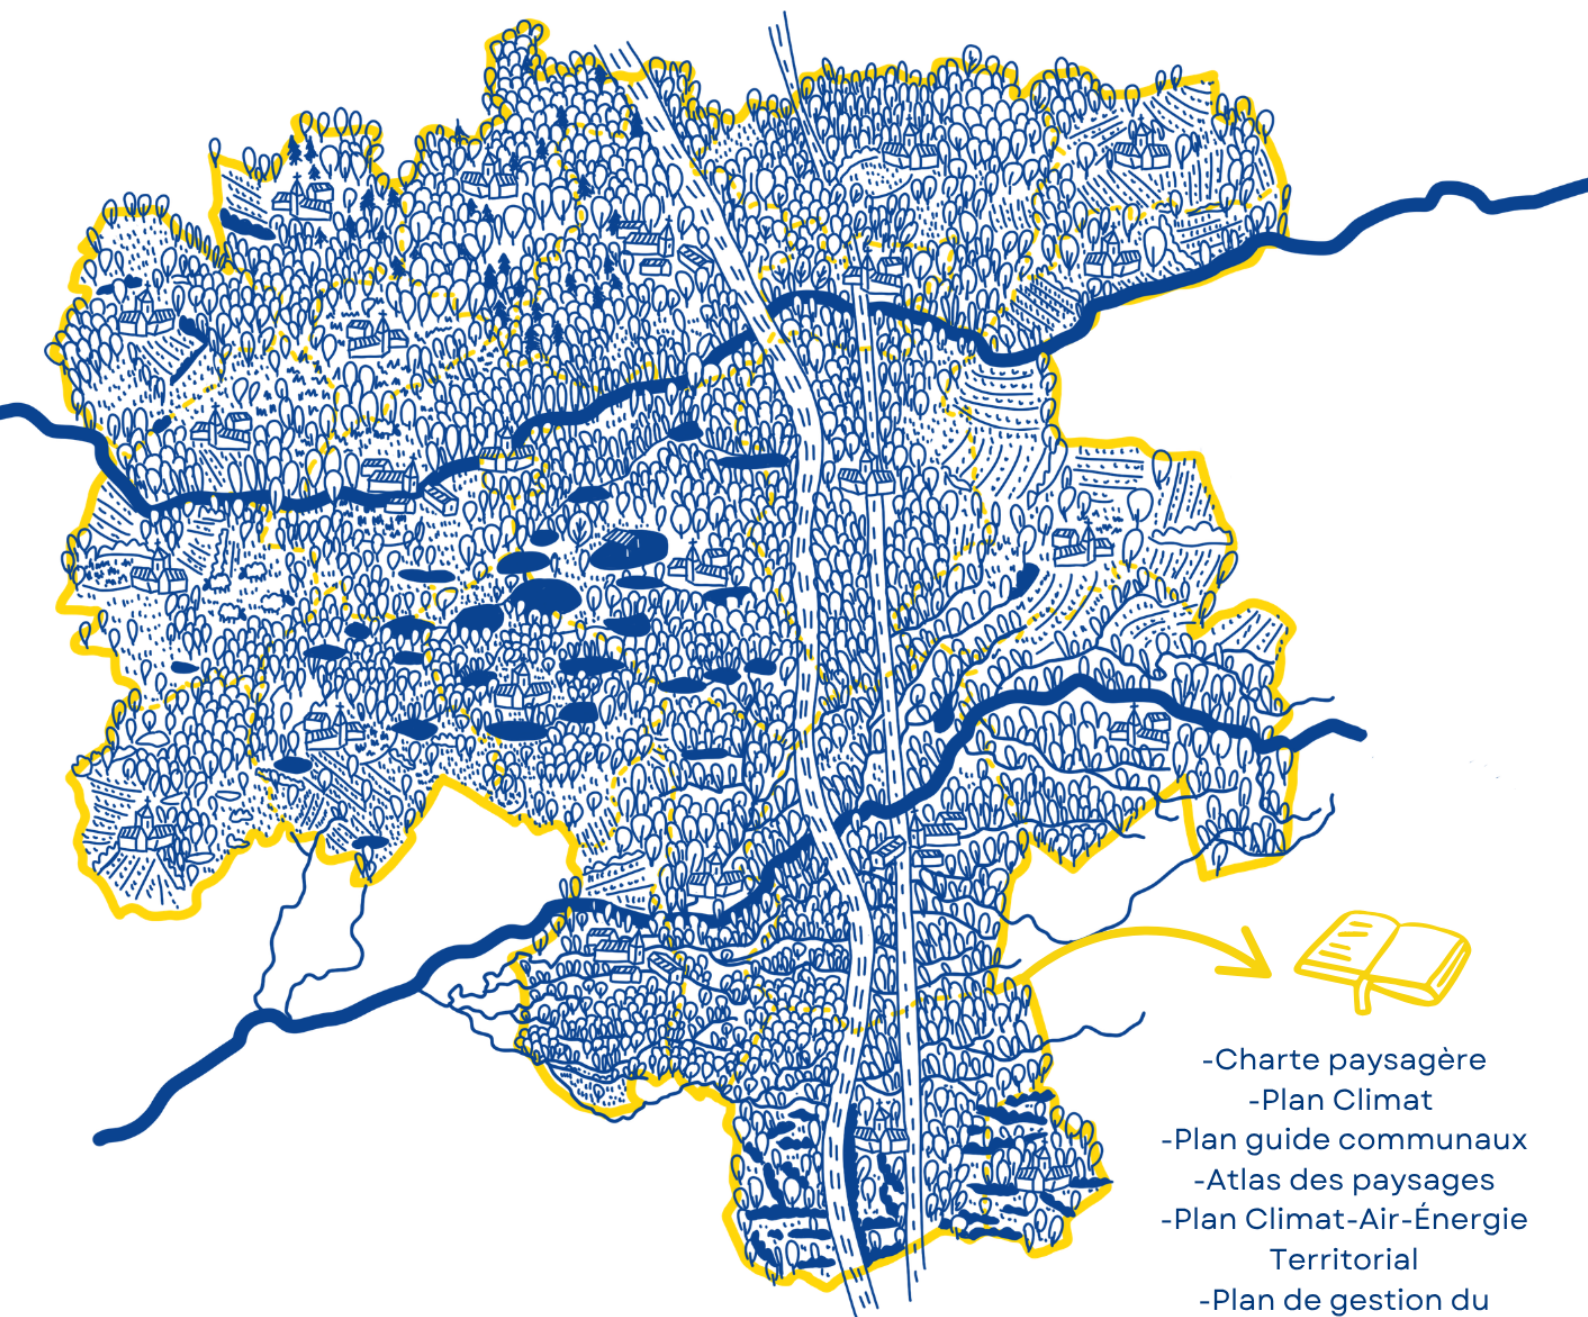 -Charte paysagère
-Plan Climat
-Plan guide communaux
-Atlas des paysages
-Plan Climat-Air-Énergie
Territorial
-Plan de gestion du